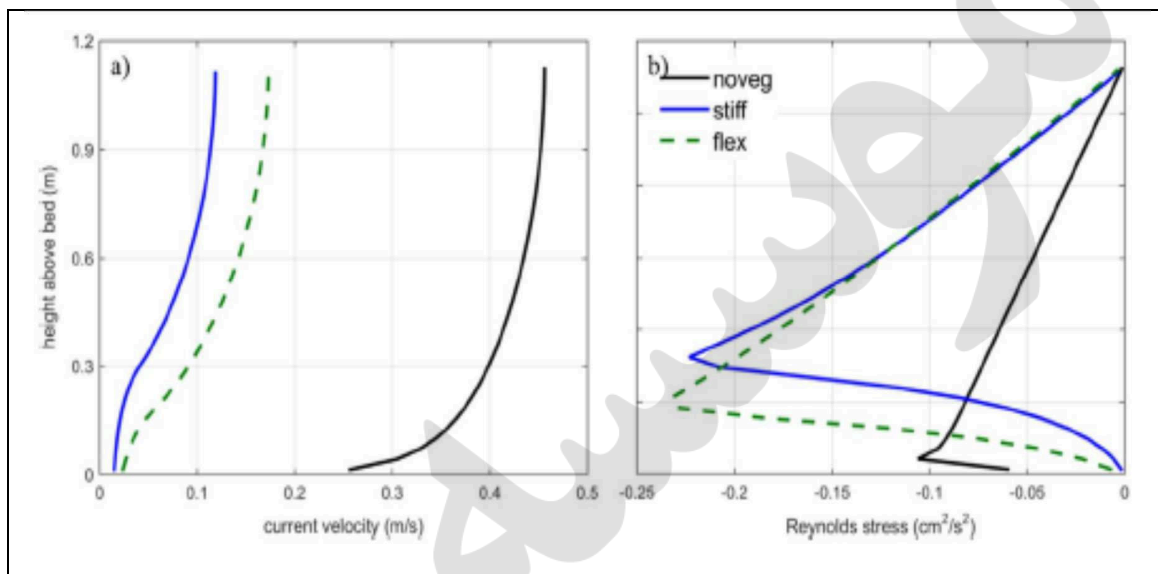 a)
1.2
0.9
0.6
0.3
0
height above bed (m)
0 0.1 0.2 0.3 0.4 0.5
current velocity (m/s)
b)
noveg
stiff
flex
-0.25 -0.2 -0.15 -0.1 -0.05 0
Reynolds stress (cm²/s²)